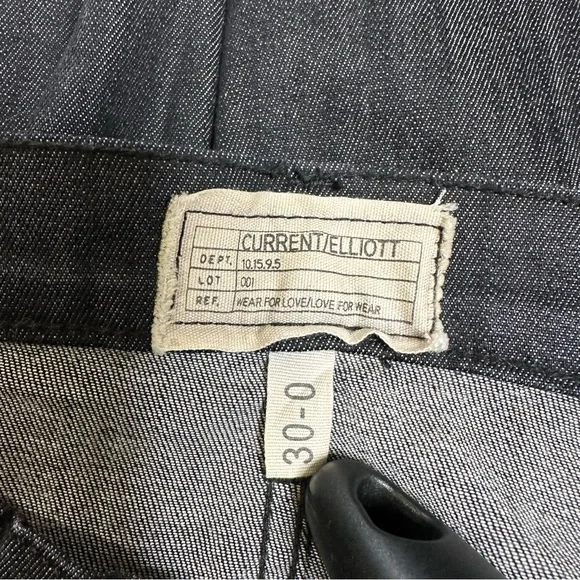 CURRENT/ELLIOTT
DEPT. 10.15.9.5
LOT 001
REF. WEAR FOR LOVE/LOVE FOR WEAR
30-0